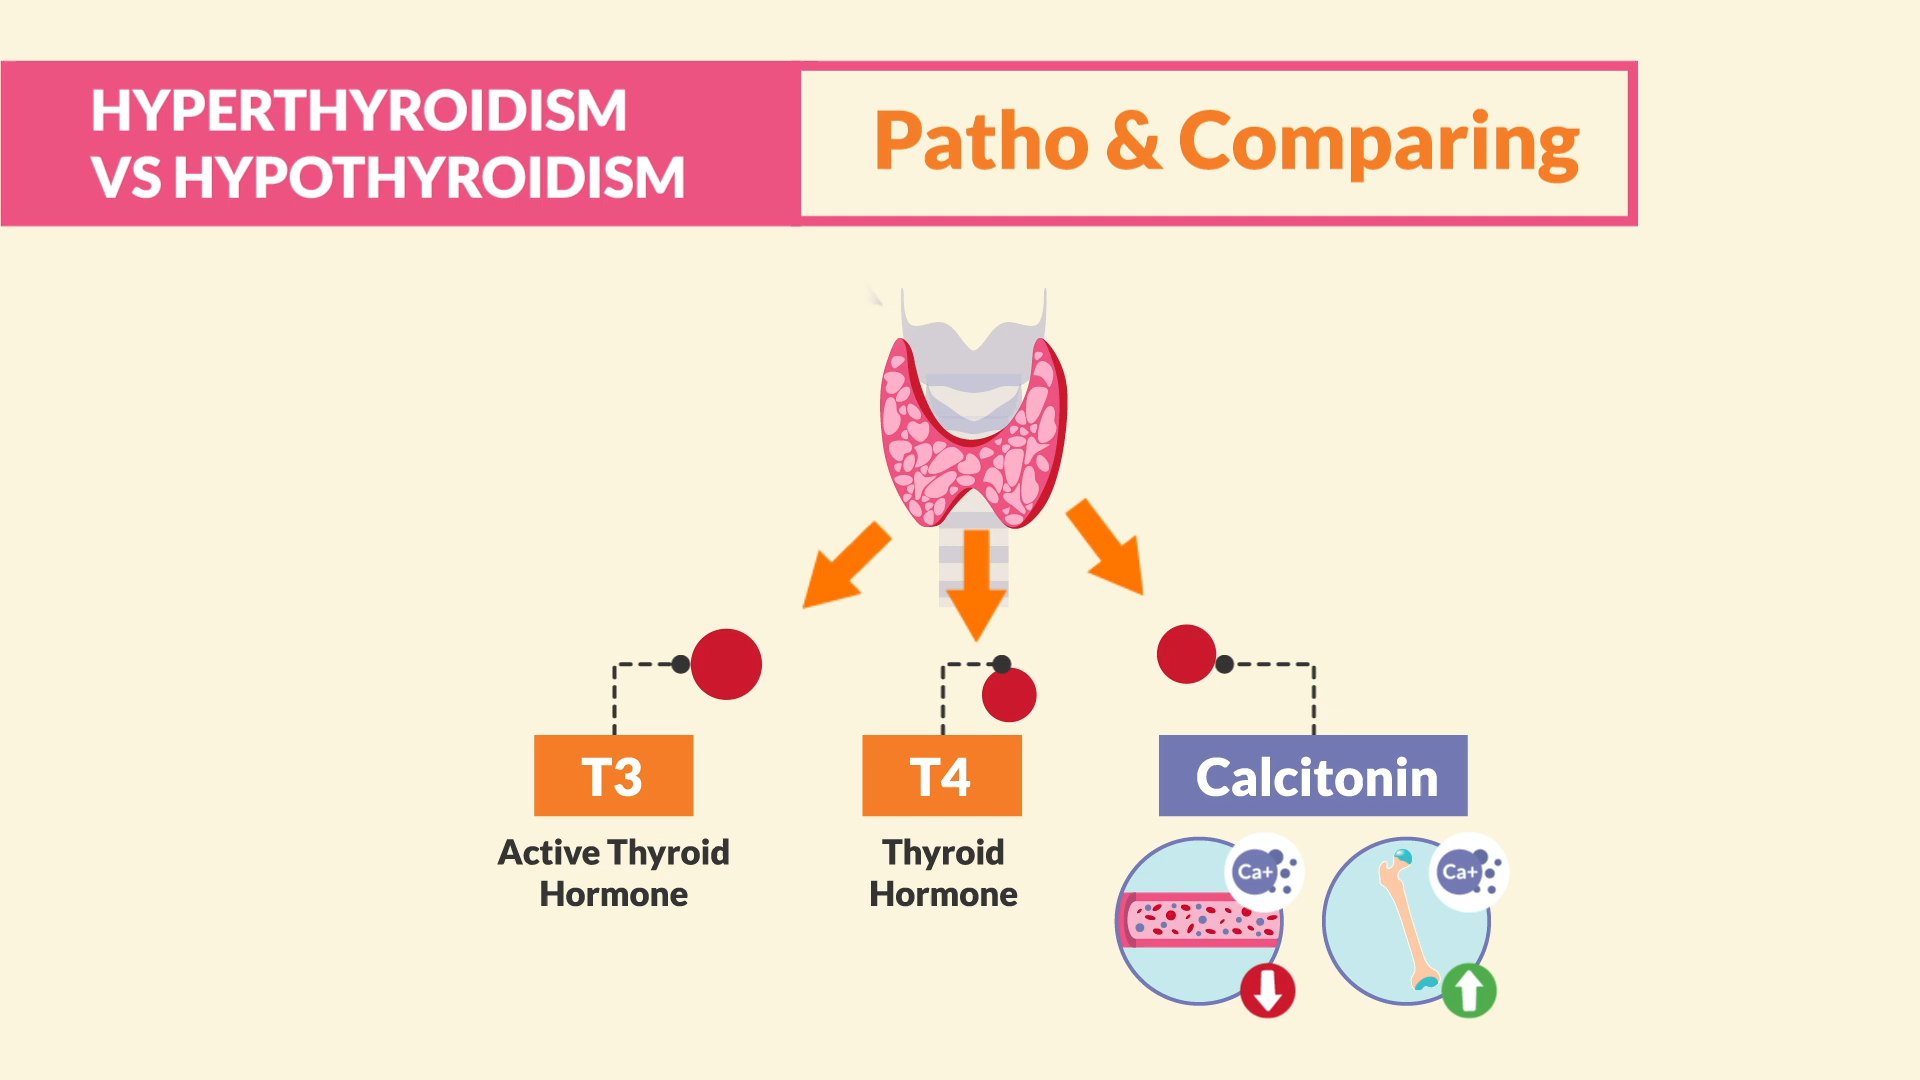 HYPERTHYROIDISM
VS HYPOTHYROIDISM
Patho & Comparing
T3
Active Thyroid
Hormone
T4
Thyroid
Hormone
Calcitonin
Ca+
Ca+